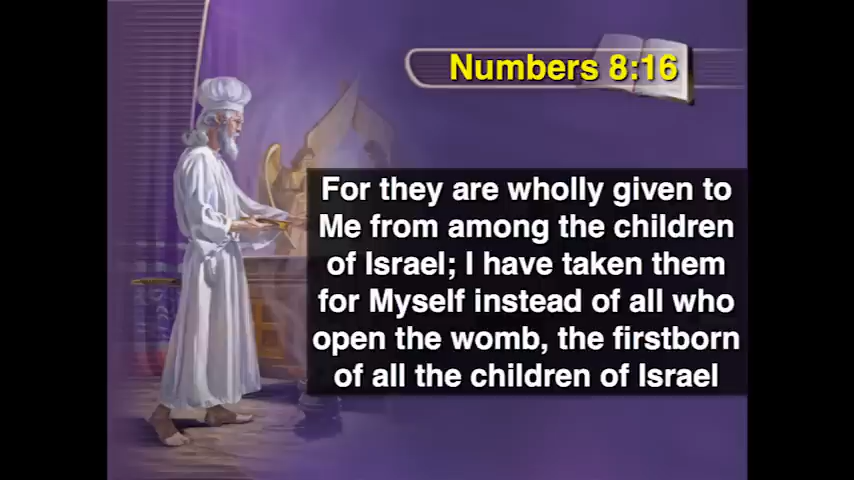 Numbers 8:16
For they are wholly given to
Me from among the children
of Israel; I have taken them
for Myself instead of all who
open the womb, the firstborn
of all the children of Israel